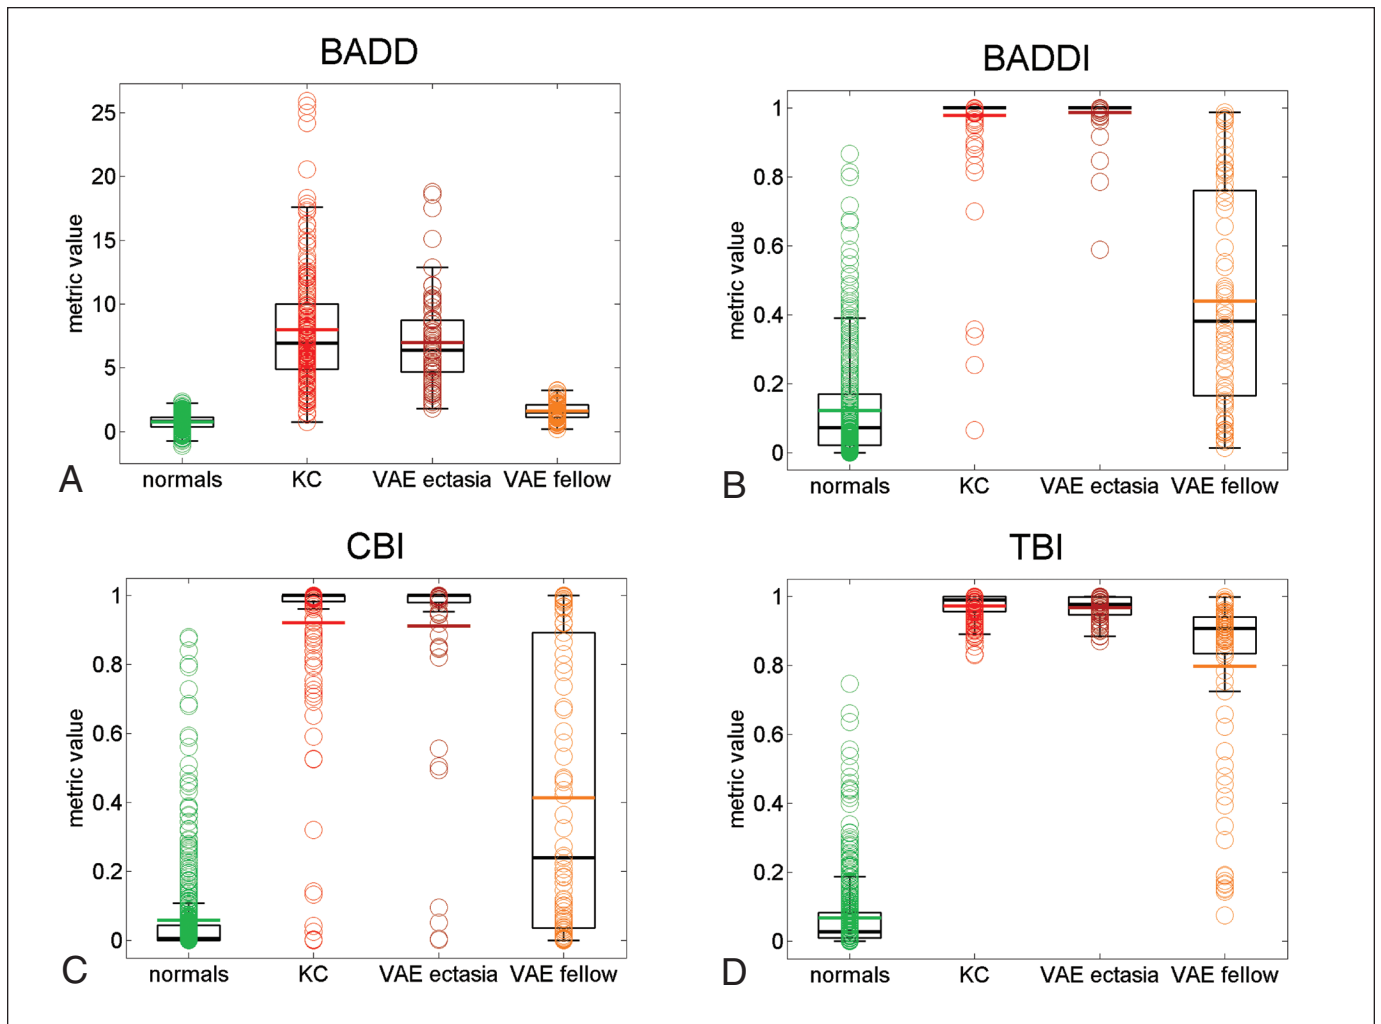 BADD
metric value
25
20
15
10
5
0
normals KC VAE ectasia VAE fellow
A
BADDI
metric value
1
0.8
0.6
0.4
0.2
0
normals KC VAE ectasia VAE fellow
B
CBI
metric value
1
0.8
0.6
0.4
0.2
0
normals KC VAE ectasia VAE fellow
C
TBI
metric value
1
0.8
0.6
0.4
0.2
0
normals KC VAE ectasia VAE fellow
D